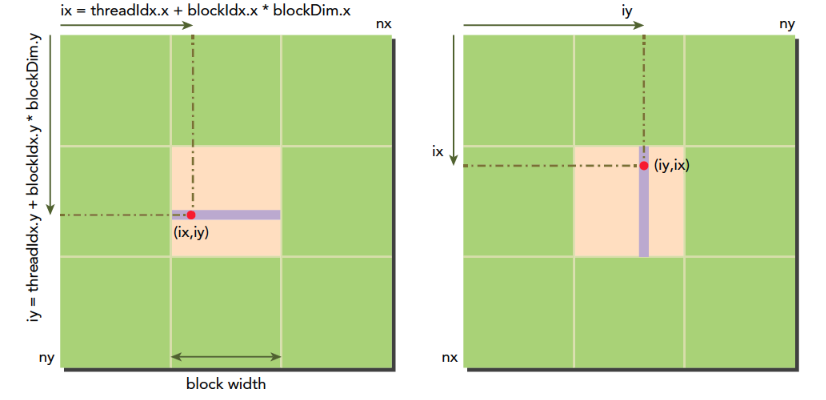 ix = threadIdx.x + blockIdx.x * blockDim.x
nx
iy = threadIdx.y + blockIdx.y * blockDim.y
(ix,iy)
ny
block width
iy
ny
ix
(iy,ix)
nx